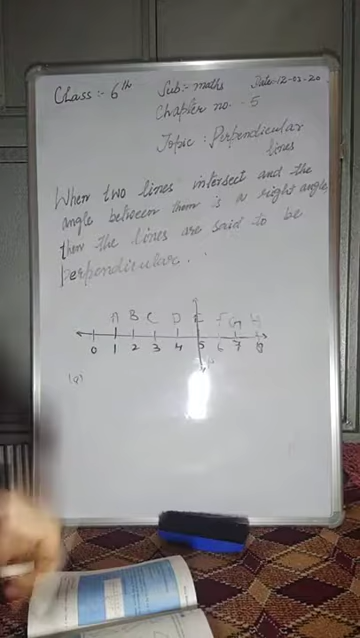 Class :- 6th Sub:- maths Date:-12-02-20
Chapter no. - 5
Topic : Perpendicular
lines
When two lines intersect and the
angle between them is a right angle,
then the lines are said to be
perpendicular.
A B C D E F G H
0 1 2 3 4 5 6 7 8
(a)